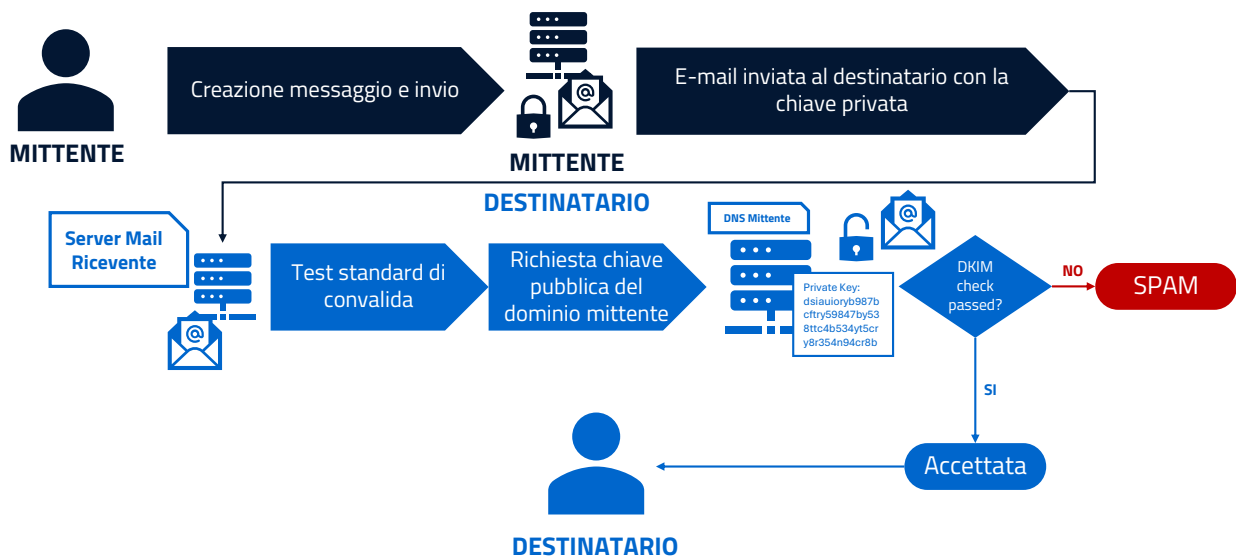 Creazione messaggio e invio
E-mail inviata al destinatario con la
chiave privata
MITTENTE
MITTENTE
DESTINATARIO
Server Mail
Ricevente
Test standard di
convalida
Richiesta chiave
pubblica del
dominio mittente
DNS Mittente
Private Key:
dsiauioryb987b
cftry59847by53
8ttc4b534yt5cr
y8r354n94cr8b
DKIM
check
passed?
NO
SPAM
SI
Accettata
DESTINATARIO